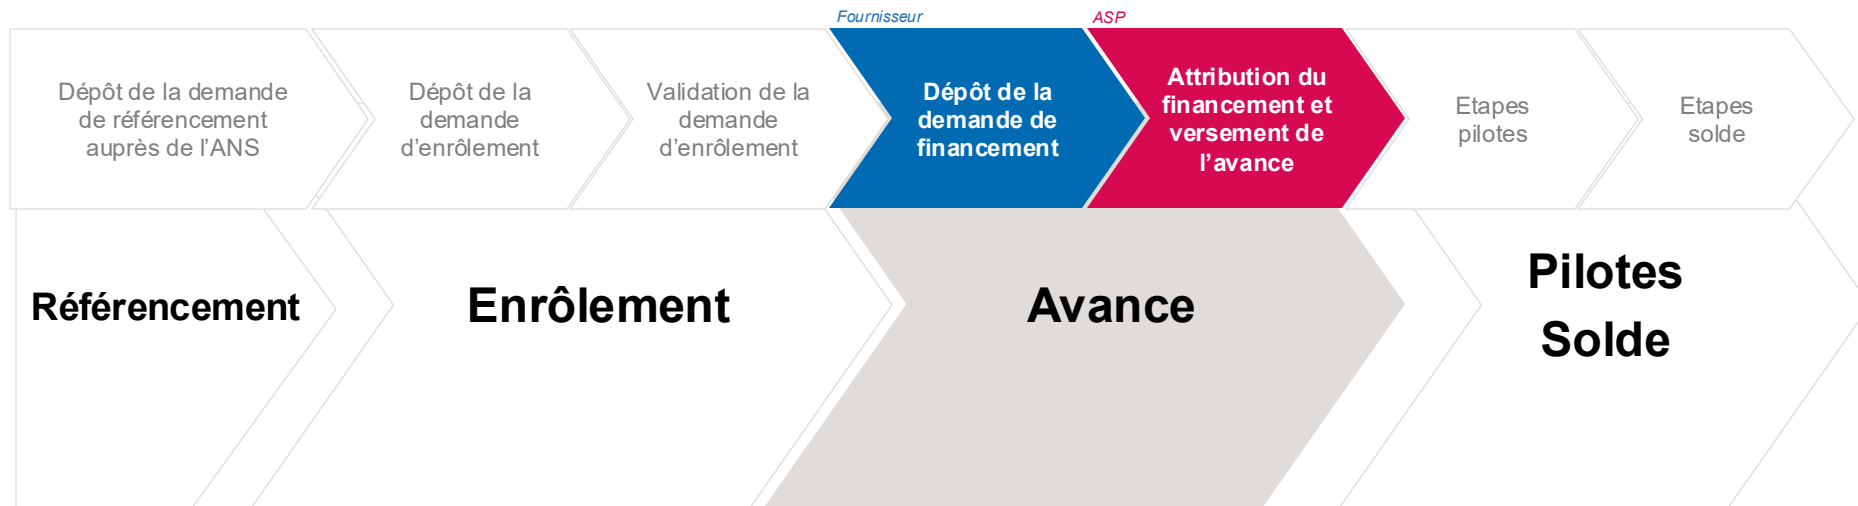 Fournisseur
ASP
Dépôt de la demande
de référencement
auprès de l'ANS
Dépôt de la
demande
d'enrôlement
Validation de la
demande
d'enrôlement
Dépôt de la
demande de
financement
Attribution du
financement et
versement de
l'avance
Etapes
pilotes
Etapes
solde
Référencement
Enrôlement
Avance
Pilotes
Solde